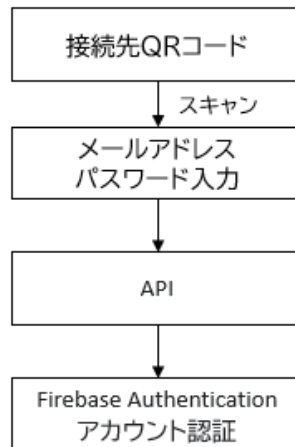 接続先QRコード
スキャン
メールアドレス
パスワード入力
API
Firebase Authentication
アカウント認証